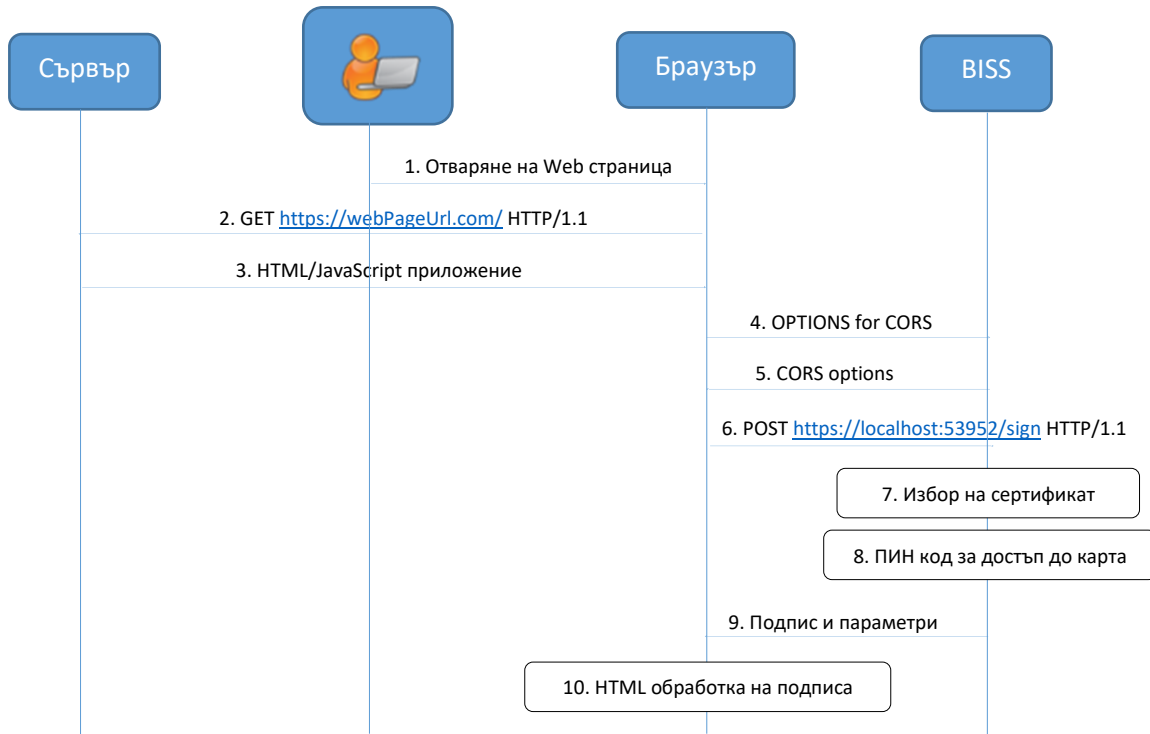 Сървър
Браузър
BISS
1. Отваряне на Web страница
2. GET https://webPageUrl.com/ HTTP/1.1
3. HTML/JavaScript приложение
4. OPTIONS for CORS
5. CORS options
6. POST https://localhost:53952/sign HTTP/1.1
7. Избор на сертификат
8. ПИН код за достъп до карта
9. Подпис и параметри
10. HTML обработка на подписа